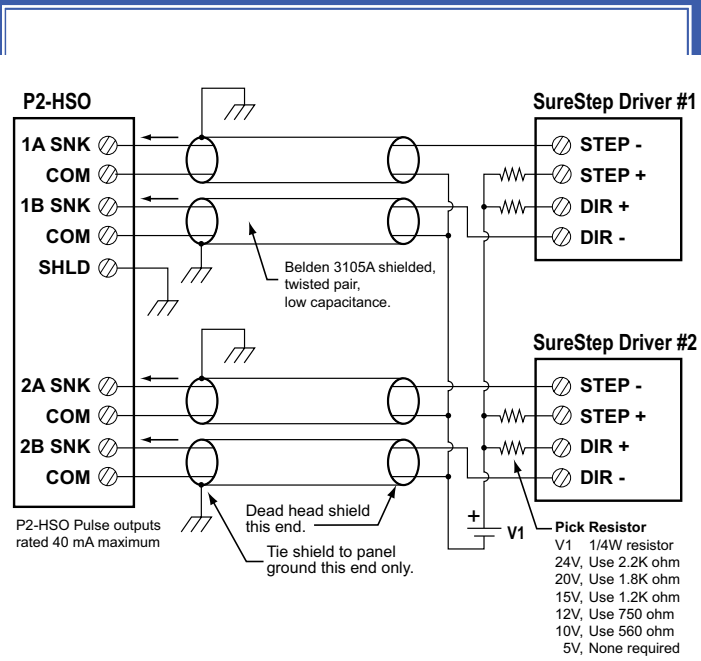 P2-HSO
SureStep Driver #1
1A SNK
COM
1B SNK
COM
SHLD
STEP -
STEP +
DIR +
DIR -
Belden 3105A shielded,
twisted pair,
low capacitance.
SureStep Driver #2
2A SNK
COM
2B SNK
COM
STEP -
STEP +
DIR +
DIR -
P2-HSO Pulse outputs
rated 40 mA maximum
Dead head shield
this end.
Tie shield to panel
ground this end only.
+
V1
Pick Resistor
V1 1/4W resistor
24V, Use 2.2K ohm
20V, Use 1.8K ohm
15V, Use 1.2K ohm
12V, Use 750 ohm
10V, Use 560 ohm
5V, None required